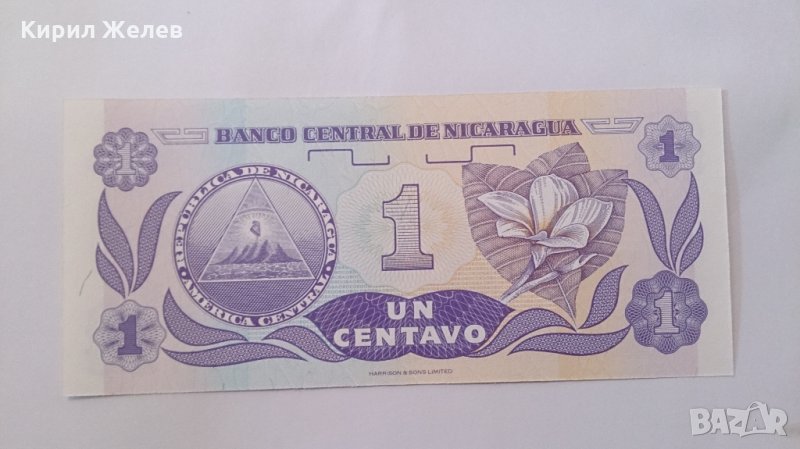 Кирил Желев
BANCO CENTRAL DE NICARAGUA
1
1
REPUBLICA DE NICARAGUA
AMERICA CENTRAL
1
UN
CENTAVO
1
1
HARRISON & SONS LIMITED
BAZAR